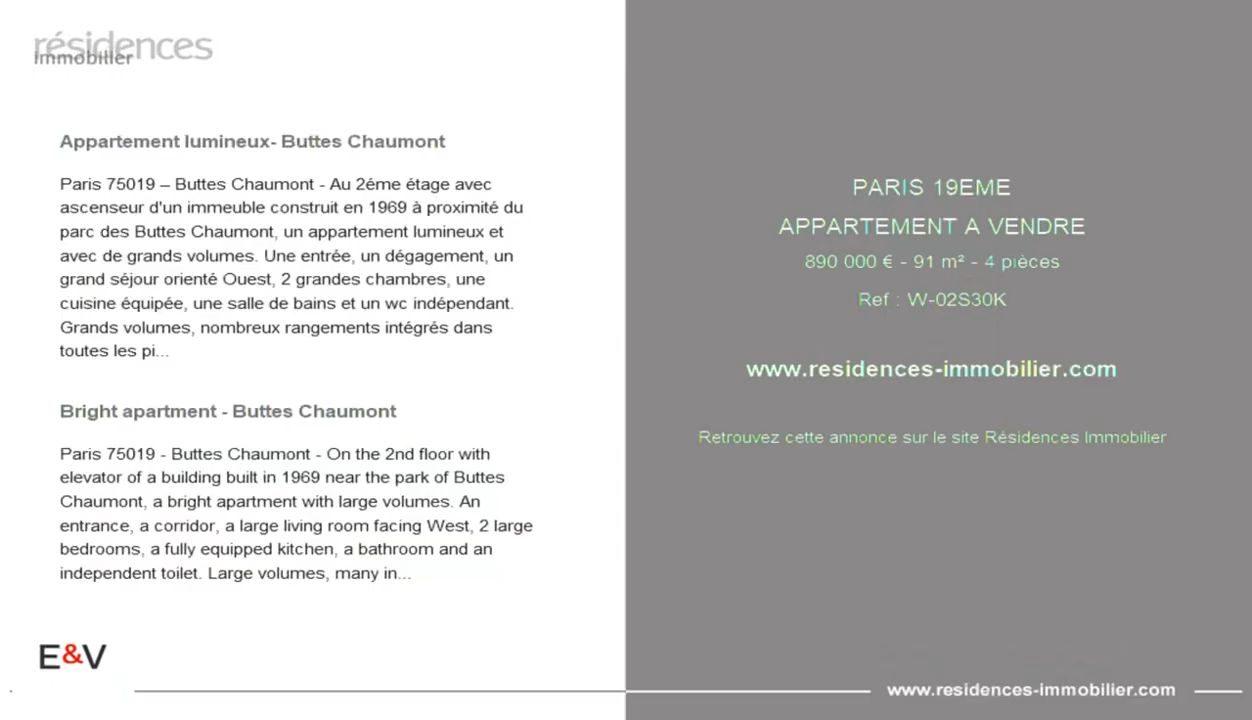 résidences
immobilier
Appartement lumineux- Buttes Chaumont
Paris 75019 – Buttes Chaumont - Au 2éme étage avec
ascenseur d'un immeuble construit en 1969 à proximité du
parc des Buttes Chaumont, un appartement lumineux et
avec de grands volumes. Une entrée, un dégagement, un
grand séjour orienté Ouest, 2 grandes chambres, une
cuisine équipée, une salle de bains et un wc indépendant.
Grands volumes, nombreux rangements intégrés dans
toutes les pi...
Bright apartment - Buttes Chaumont
Paris 75019 - Buttes Chaumont - On the 2nd floor with
elevator of a building built in 1969 near the park of Buttes
Chaumont, a bright apartment with large volumes. An
entrance, a corridor, a large living room facing West, 2 large
bedrooms, a fully equipped kitchen, a bathroom and an
independent toilet. Large volumes, many in...
E&V
PARIS 19EME
APPARTEMENT A VENDRE
890 000 € - 91 m² - 4 pièces
Ref : W-02S30K
www.residences-immobilier.com
Retrouvez cette annonce sur le site Résidences Immobilier
www.residences-immobilier.com